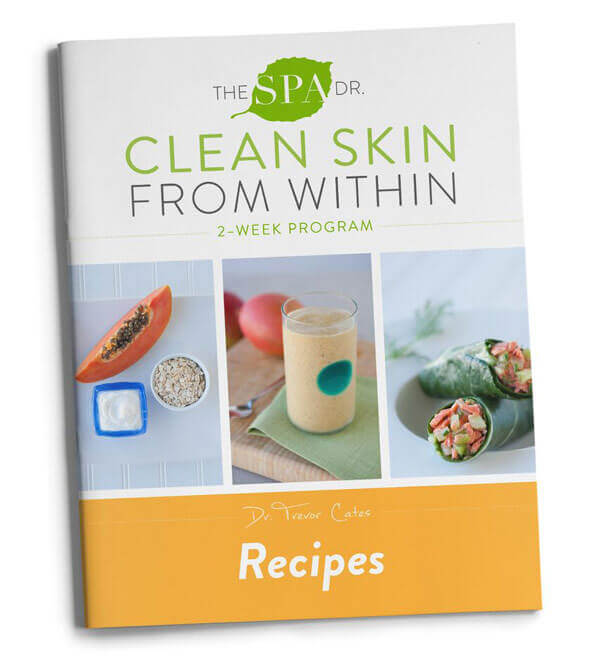 THE SPA DR.
CLEAN SKIN
FROM WITHIN
2-WEEK PROGRAM
Dr. Trevor Cates
Recipes